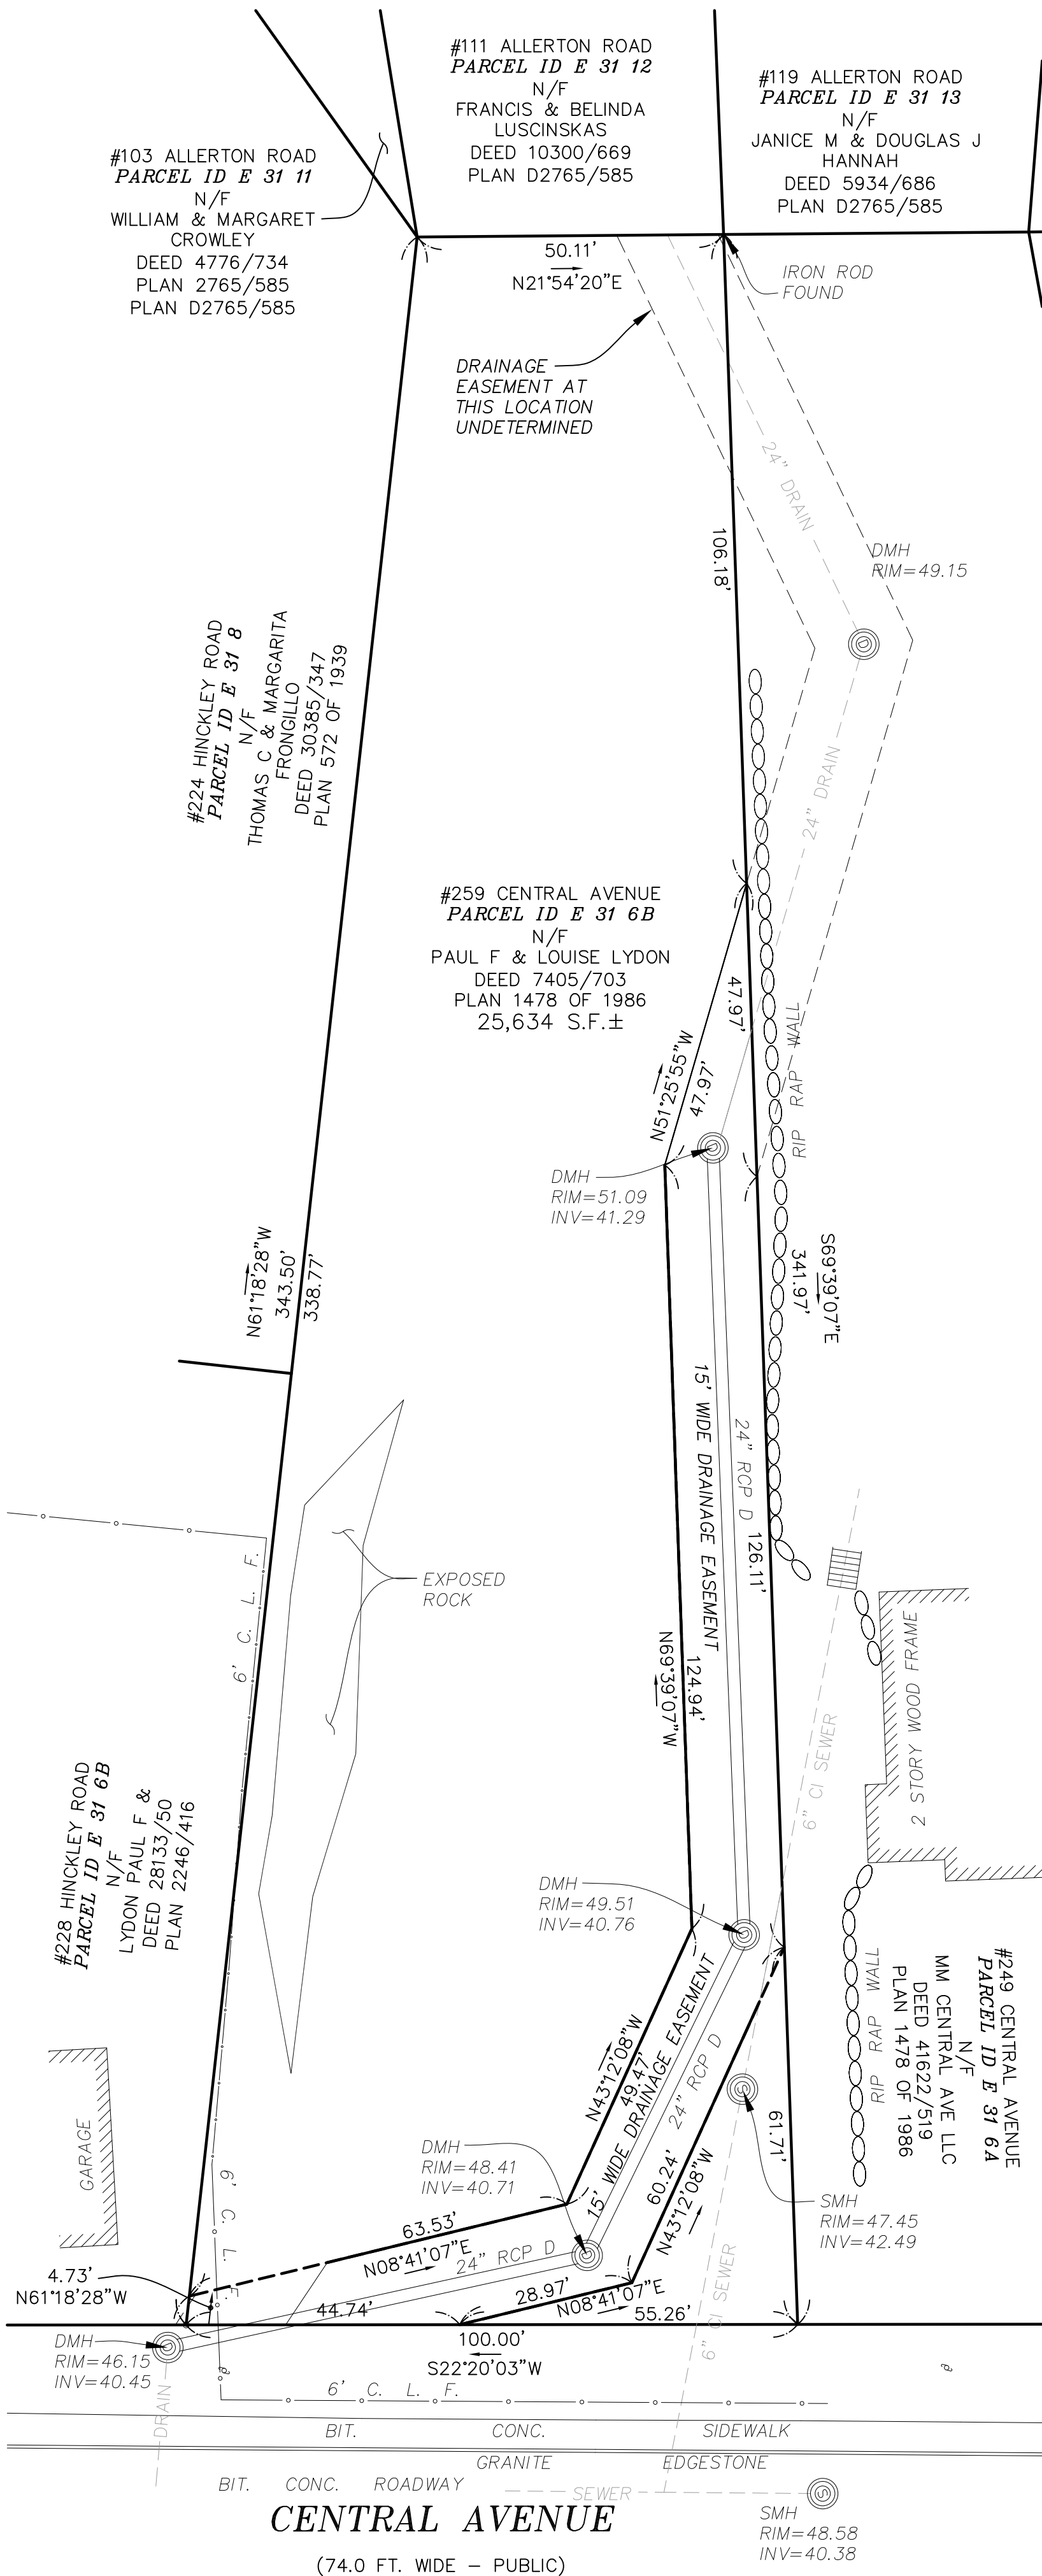 #111 ALLERTON ROAD
PARCEL ID E 31 12
N/F
FRANCIS & BELINDA
LUSCINSKAS
DEED 10300/669
PLAN D2765/585
#119 ALLERTON ROAD
PARCEL ID E 31 13
N/F
JANICE M & DOUGLAS J
HANNAH
DEED 5934/686
PLAN D2765/585
#103 ALLERTON ROAD
PARCEL ID E 31 11
N/F
WILLIAM & MARGARET
CROWLEY
DEED 4776/734
PLAN 2765/585
PLAN D2765/585
50.11'
N21°54'20"E
IRON ROD
FOUND
DRAINAGE
EASEMENT AT
THIS LOCATION
UNDETERMINED
24" DRAIN
106.18'
DMH
RIM=49.15
#224 HINCKLEY ROAD
PARCEL ID E 31 8
N/F
THOMAS C & MARGARITA
FRONGILLO
DEED 30385/347
PLAN 572 OF 1939
24" DRAIN
#259 CENTRAL AVENUE
PARCEL ID E 31 6B
N/F
PAUL F & LOUISE LYDON
DEED 7405/703
PLAN 1478 OF 1986
25,634 S.F.±
47.97'
N51°25'55"W
47.97'
RIP RAP WALL
DMH
RIM=51.09
INV=41.29
N61°18'28"W
343.50'
338.77'
S69°39'07"E
341.97'
15' WIDE DRAINAGE EASEMENT
24" RCP D
126.11'
EXPOSED
ROCK
6' C. L. F.
N69°39'07"W
124.94'
2 STORY WOOD FRAME
6" CI SEWER
#228 HINCKLEY ROAD
PARCEL ID E 31 6B
N/F
LYDON PAUL F &
DEED 28133/50
PLAN 2246/416
DMH
RIM=49.51
INV=40.76
#249 CENTRAL AVENUE
PARCEL ID E 31 6A
N/F
MM CENTRAL AVE LLC
DEED 41622/519
PLAN 1478 OF 1986
RIP RAP WALL
N43°12'08"W
49.47'
15' WIDE DRAINAGE EASEMENT
24" RCP D
GARAGE
61.71'
60.24'
N43°12'08"W
DMH
RIM=48.41
INV=40.71
SMH
RIM=47.45
INV=42.49
6' C. L. F.
63.53'
N08°41'07"E
24" RCP D
4.73'
N61°18'28"W
28.97'
N08°41'07"E
44.74'
55.26'
6" CI SEWER
100.00'
S22°20'03"W
DMH
RIM=46.15
INV=40.45
6' C. L. F.
DRAIN
BIT. CONC. SIDEWALK
GRANITE EDGESTONE
BIT. CONC. ROADWAY
SEWER
S
CENTRAL AVENUE
SMH
RIM=48.58
INV=40.38
(74.0 FT. WIDE – PUBLIC)